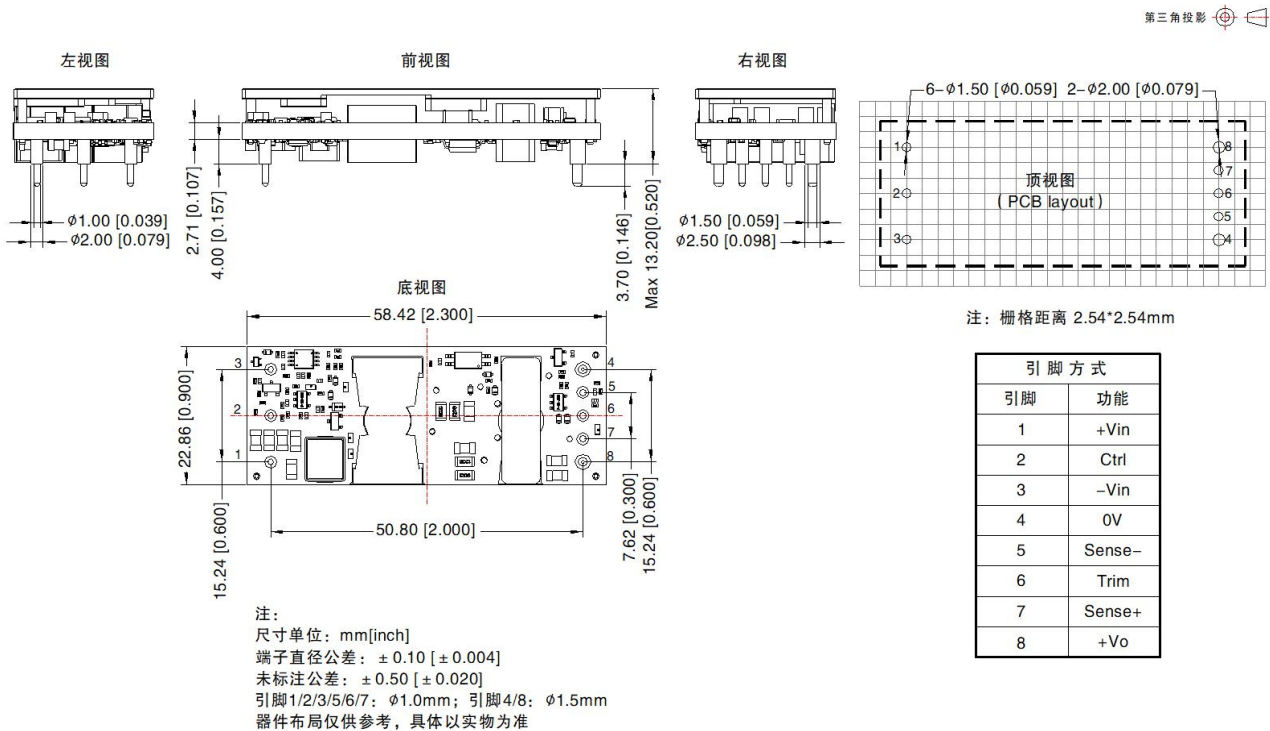 第三角投影
左视图
前视图
右视图
6-φ1.50 [φ0.059] 2-φ2.00 [φ0.079]
1
8
7
2
6
5
3
4
顶视图
( PCB layout )
φ1.00 [0.039]
φ2.00 [0.079]
2.71 [0.107]
4.00 [0.157]
3.70 [0.146]
Max 13.20[0.520]
φ1.50 [0.059]
φ2.50 [0.098]
注：栅格距离 2.54*2.54mm
底视图
58.42 [2.300]
22.86 [0.900]
3
2
1
4
5
6
7
8
15.24 [0.600]
50.80 [2.000]
7.62 [0.300]
15.24 [0.600]
引脚方式
引脚 功能
1 +Vin
2 Ctrl
3 −Vin
4 0V
5 Sense−
6 Trim
7 Sense+
8 +Vo
注：
尺寸单位：mm[inch]
端子直径公差：±0.10 [±0.004]
未标注公差：±0.50 [±0.020]
引脚1/2/3/5/6/7：φ1.0mm；引脚4/8：φ1.5mm
器件布局仅供参考，具体以实物为准